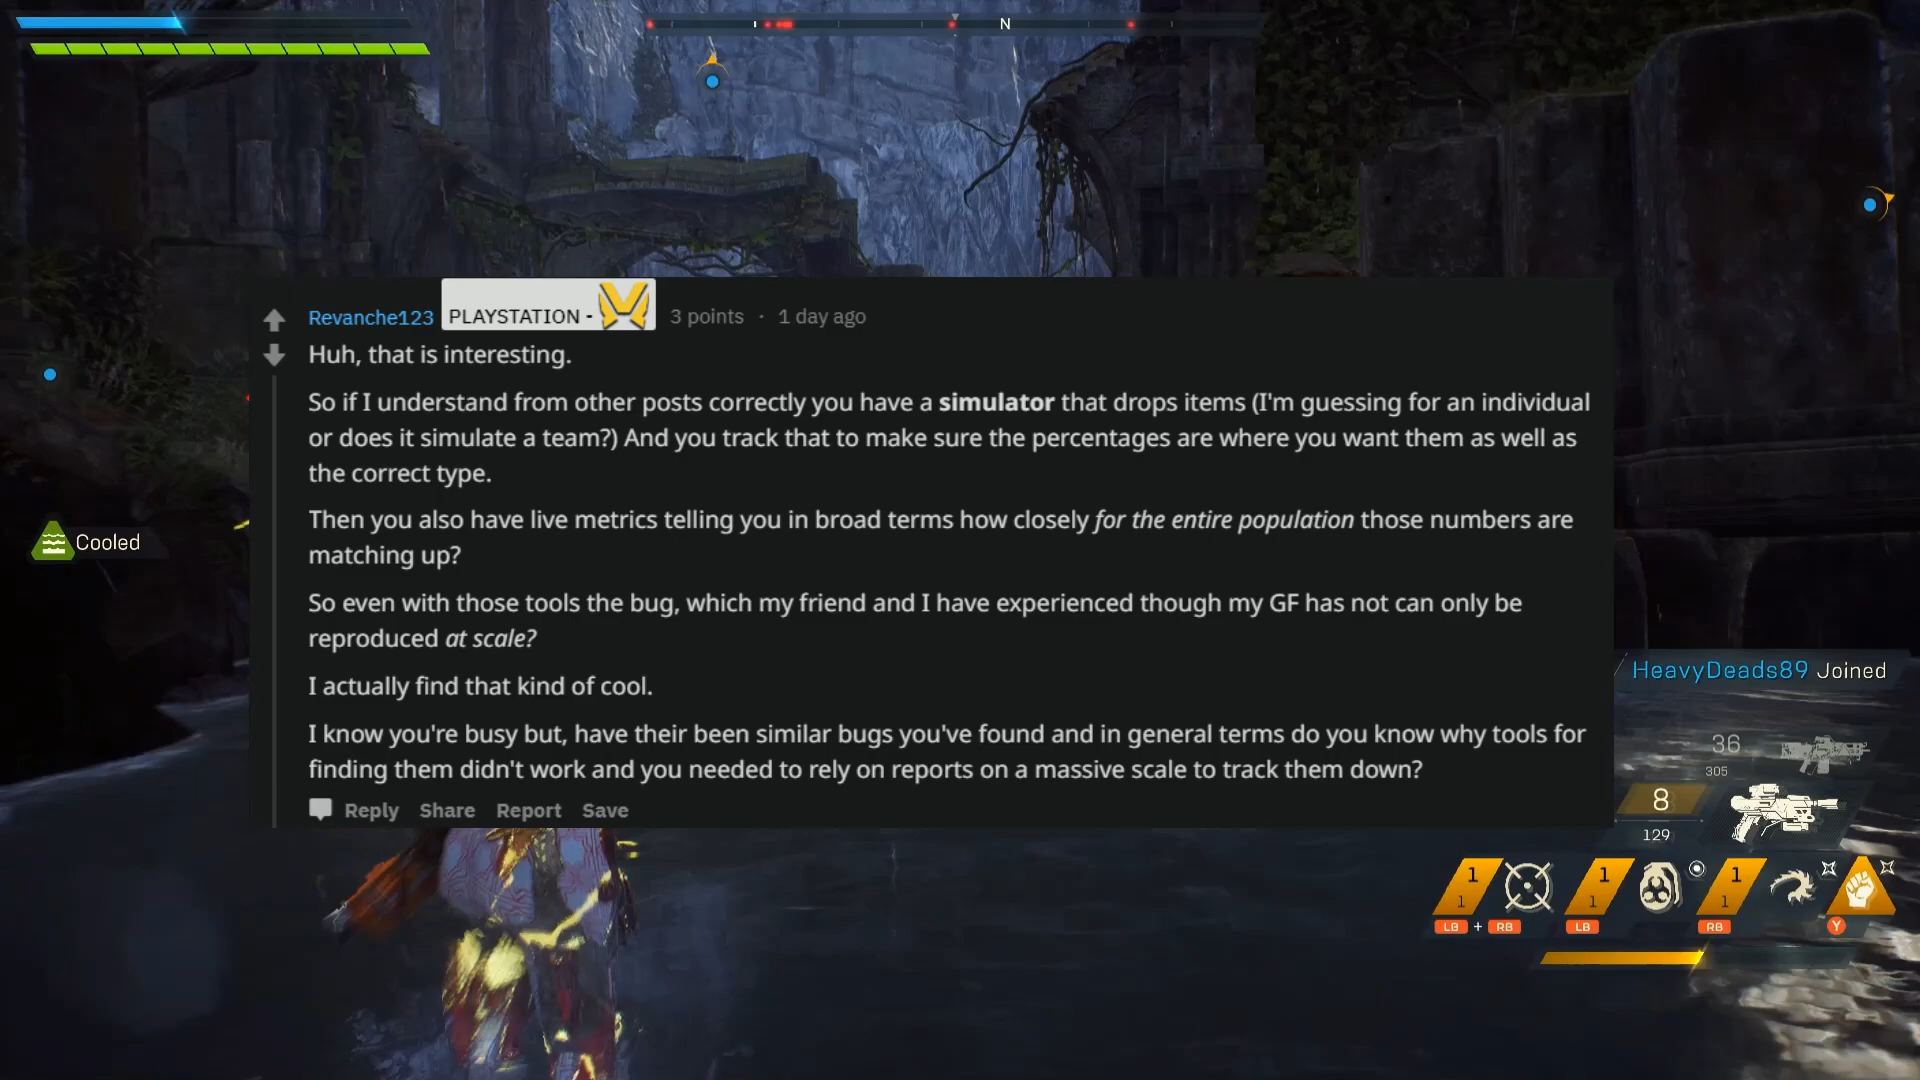 N
Revanche123 PLAYSTATION - 3 points · 1 day ago
Huh, that is interesting.
So if I understand from other posts correctly you have a simulator that drops items (I'm guessing for an individual
or does it simulate a team?) And you track that to make sure the percentages are where you want them as well as
the correct type.
Then you also have live metrics telling you in broad terms how closely for the entire population those numbers are
matching up?
Cooled
So even with those tools the bug, which my friend and I have experienced though my GF has not can only be
reproduced at scale?
I actually find that kind of cool.
HeavyDeads89 Joined
I know you're busy but, have their been similar bugs you've found and in general terms do you know why tools for
finding them didn't work and you needed to rely on reports on a massive scale to track them down?
Reply Share Report Save
36
305
8
129
1 1 1
1 1 1
LB + RB LB RB Y